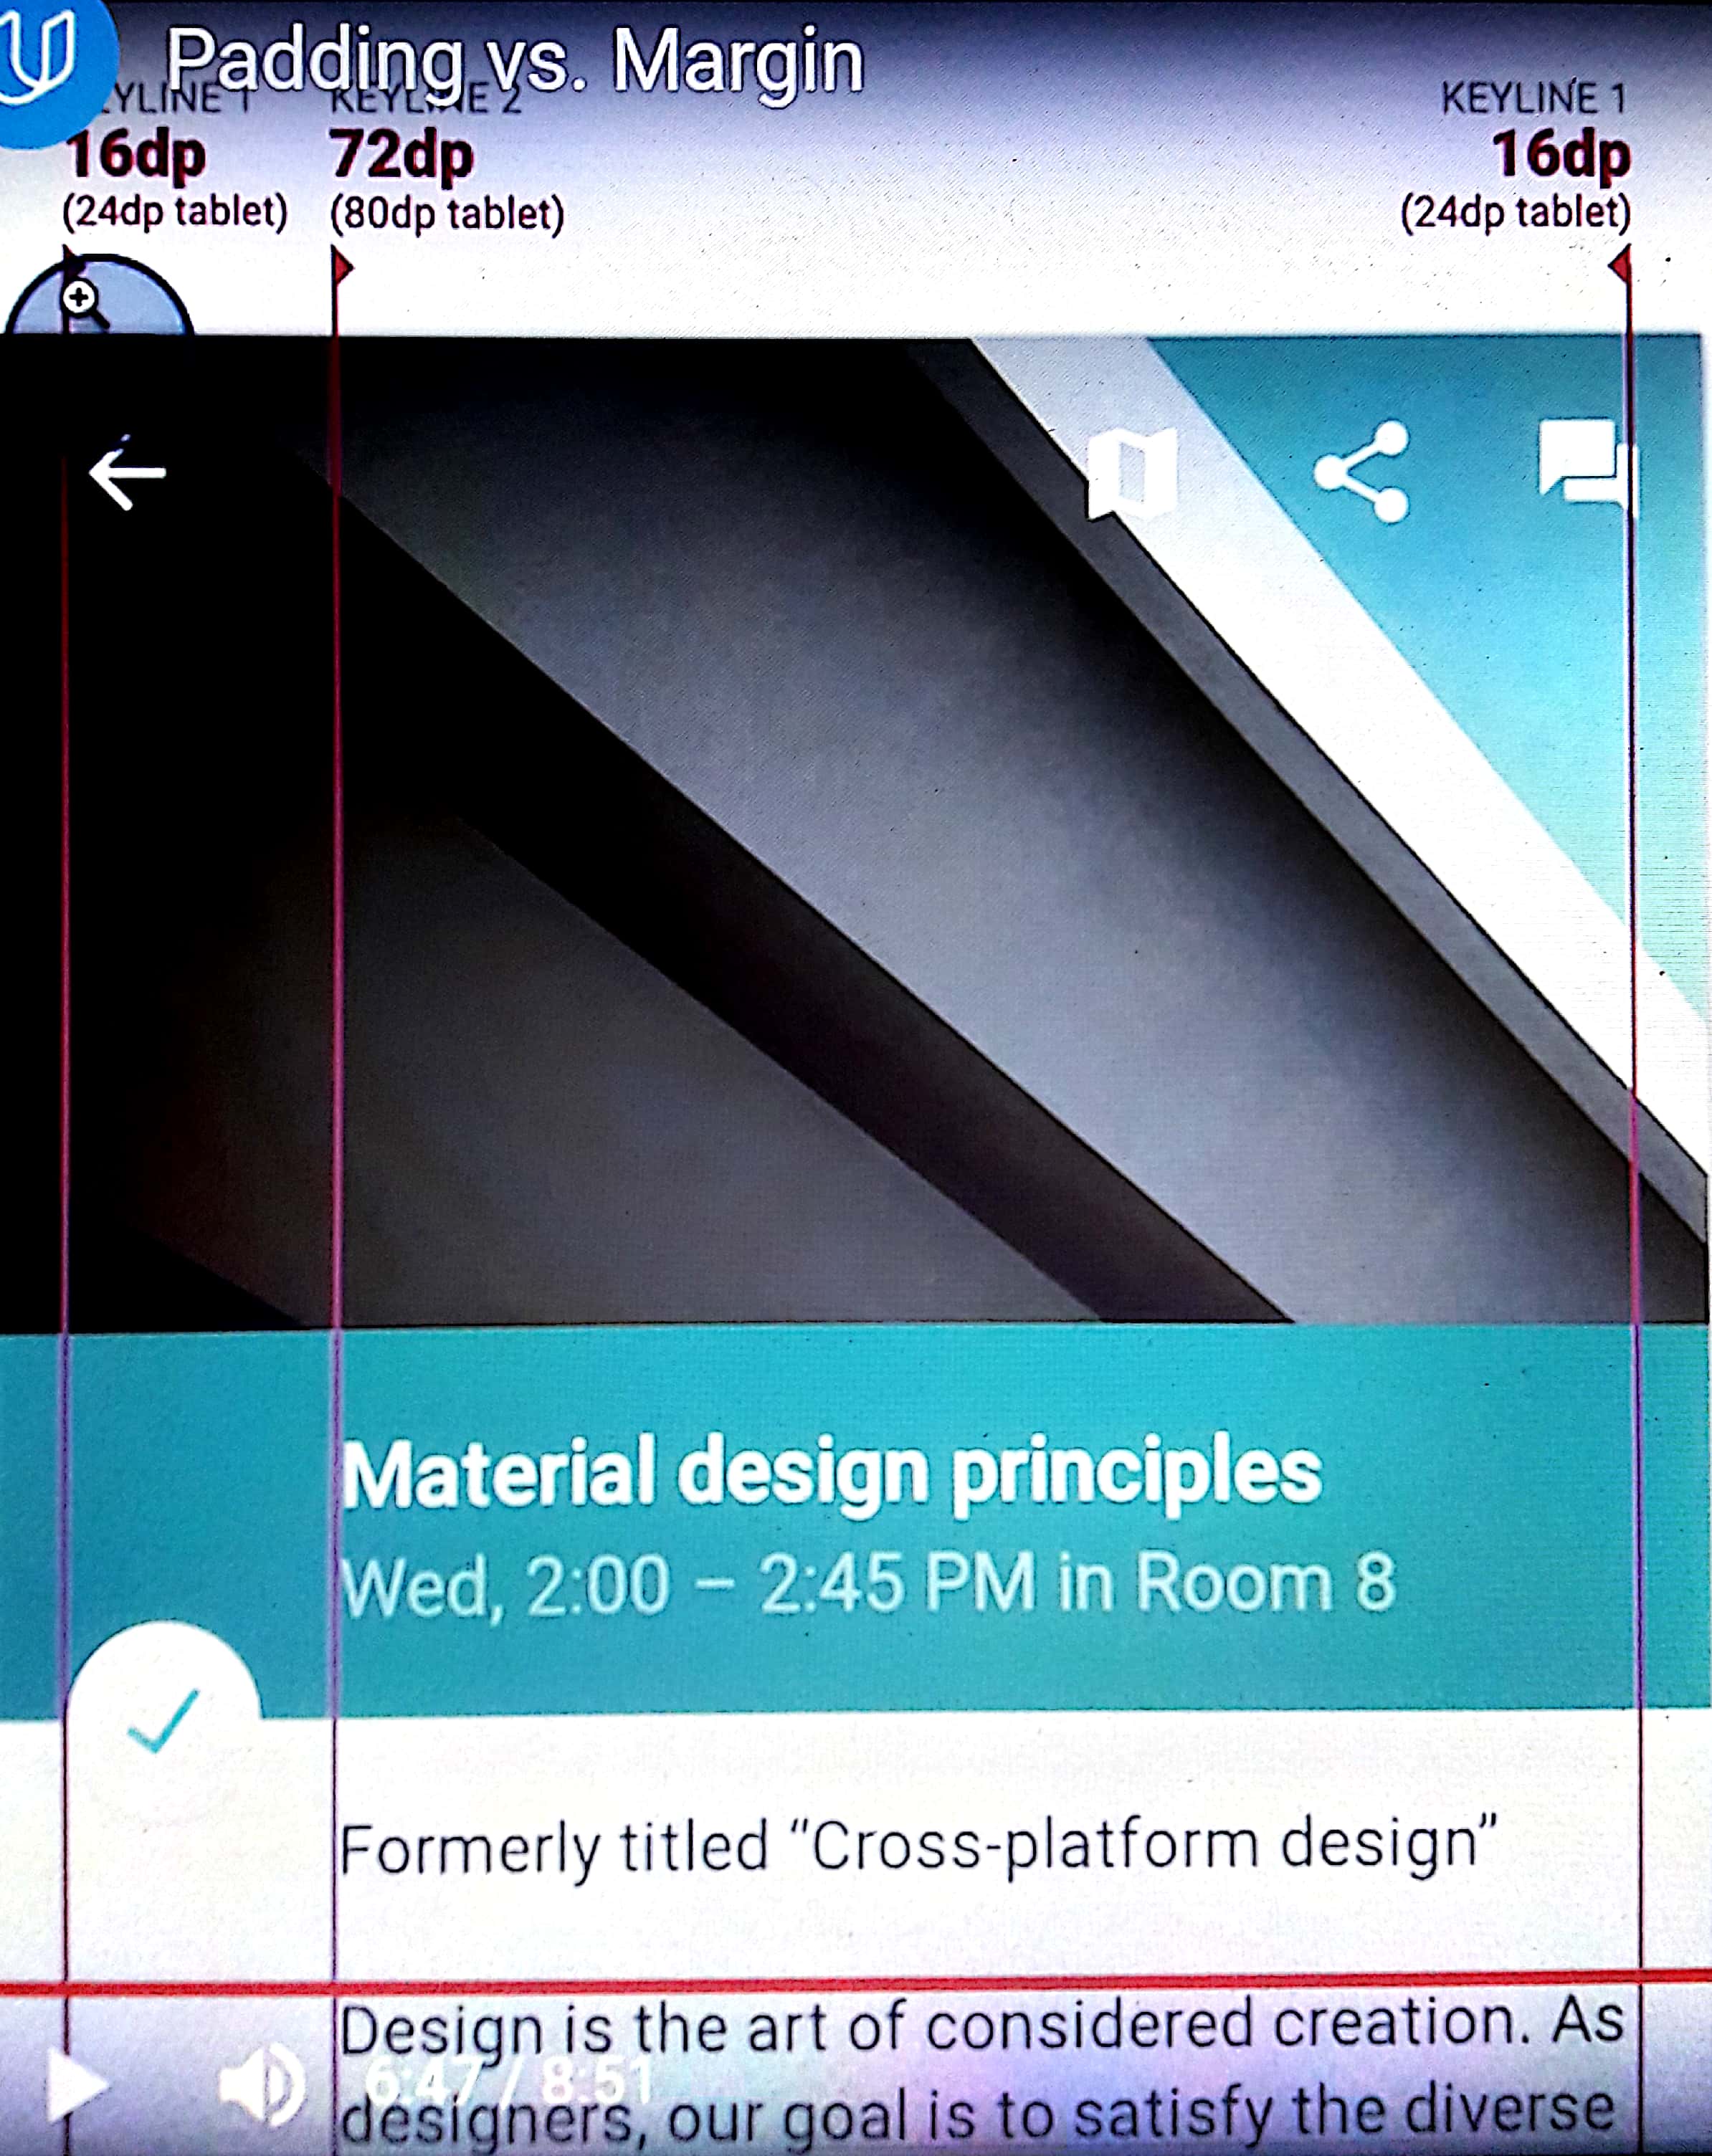 Padding vs. Margin
KEYLINE 1 KEYLINE 2 KEYLINE 1
16dp 72dp 16dp
(24dp tablet) (80dp tablet) (24dp tablet)
Material design principles
Wed, 2:00 – 2:45 PM in Room 8
Formerly titled “Cross-platform design”
Design is the art of considered creation. As
6:47 / 8:51
designers, our goal is to satisfy the diverse